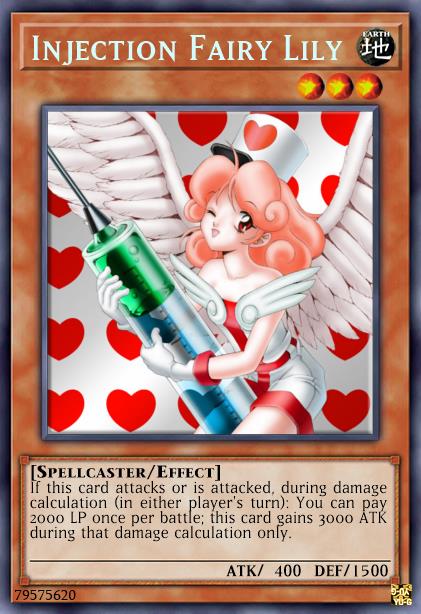 Injection Fairy Lily
EARTH
地
[Spellcaster/Effect]
If this card attacks or is attacked, during damage
calculation (in either player's turn): You can pay
2000 LP once per battle; this card gains 3000 ATK
during that damage calculation only.
ATK/ 400 DEF/1500
79575620